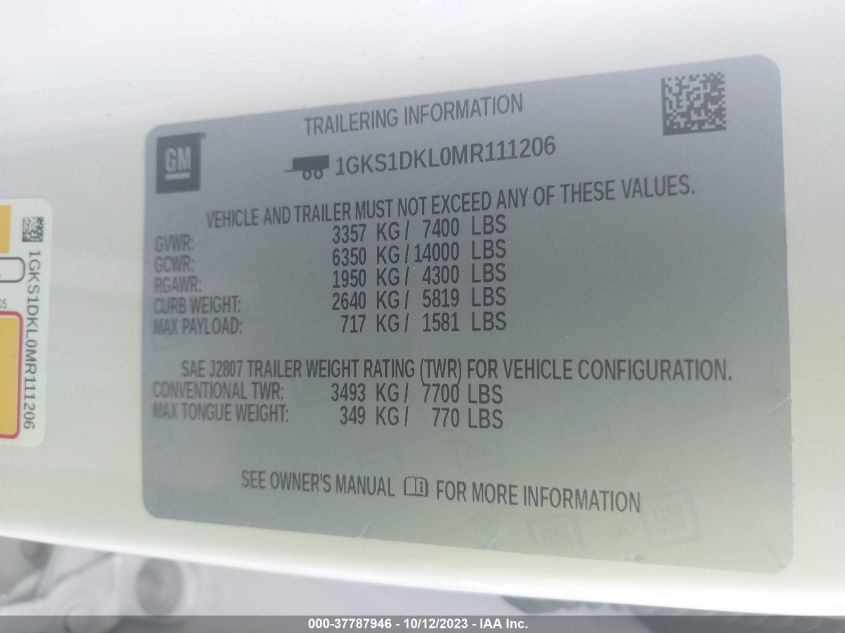 TRAILERING INFORMATION
GM
1GKS1DKL0MR111206
VEHICLE AND TRAILER MUST NOT EXCEED ANY OF THESE VALUES.
GVWR: 3357 KG / 7400 LBS
GCWR: 6350 KG / 14000 LBS
RGAWR: 1950 KG / 4300 LBS
CURB WEIGHT: 2640 KG / 5819 LBS
MAX PAYLOAD: 717 KG / 1581 LBS
SAE J2807 TRAILER WEIGHT RATING (TWR) FOR VEHICLE CONFIGURATION.
CONVENTIONAL TWR: 3493 KG / 7700 LBS
MAX TONGUE WEIGHT: 349 KG / 770 LBS
SEE OWNER'S MANUAL FOR MORE INFORMATION
GM
1GKS1DKL0MR111206
000-37787946 - 10/12/2023 - IAAI.com, Inc.